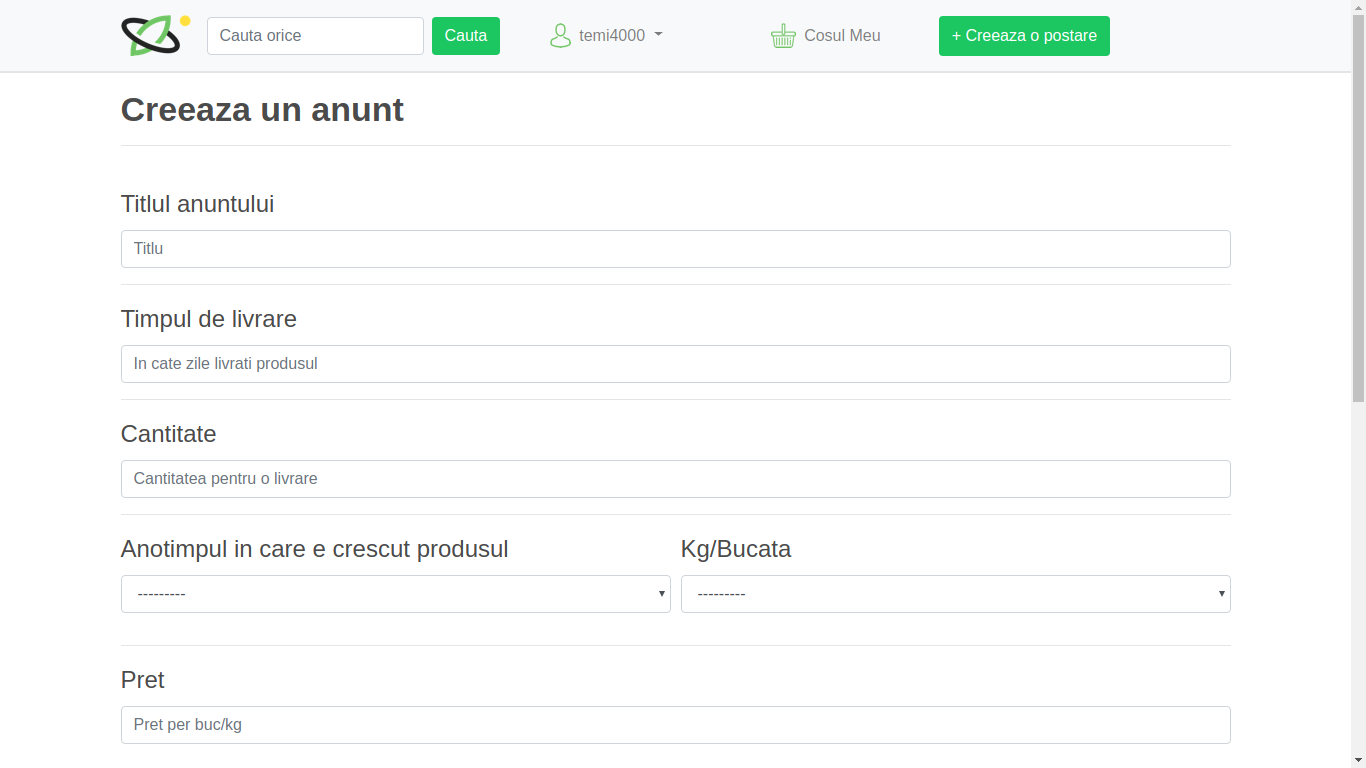 Cauta orice
Cauta
temi4000
Cosul Meu
+ Creeaza o postare
Creeaza un anunt
Titlul anuntului
Titlu
Timpul de livrare
In cate zile livrati produsul
Cantitate
Cantitatea pentru o livrare
Anotimpul in care e crescut produsul
---------
Kg/Bucata
---------
Pret
Pret per buc/kg